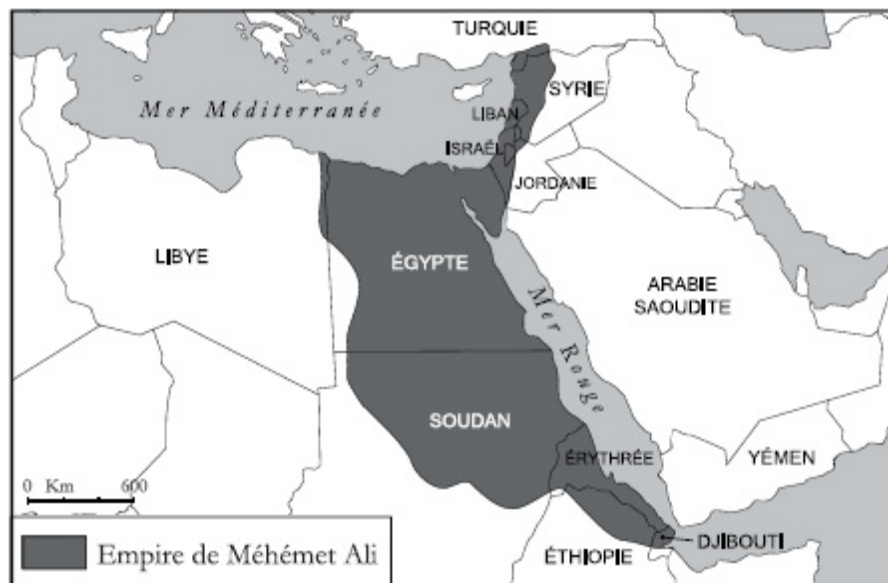 TURQUIE
SYRIE
Mer Méditerranée
LIBAN
ISRAËL
JORDANIE
LIBYE
ÉGYPTE
ARABIE
SAOUDITE
Mer Rouge
SOUDAN
ÉRYTHRÉE
YÉMEN
0 Km 600
Empire de Méhémet Ali
ÉTHIOPIE
DJIBOUTI